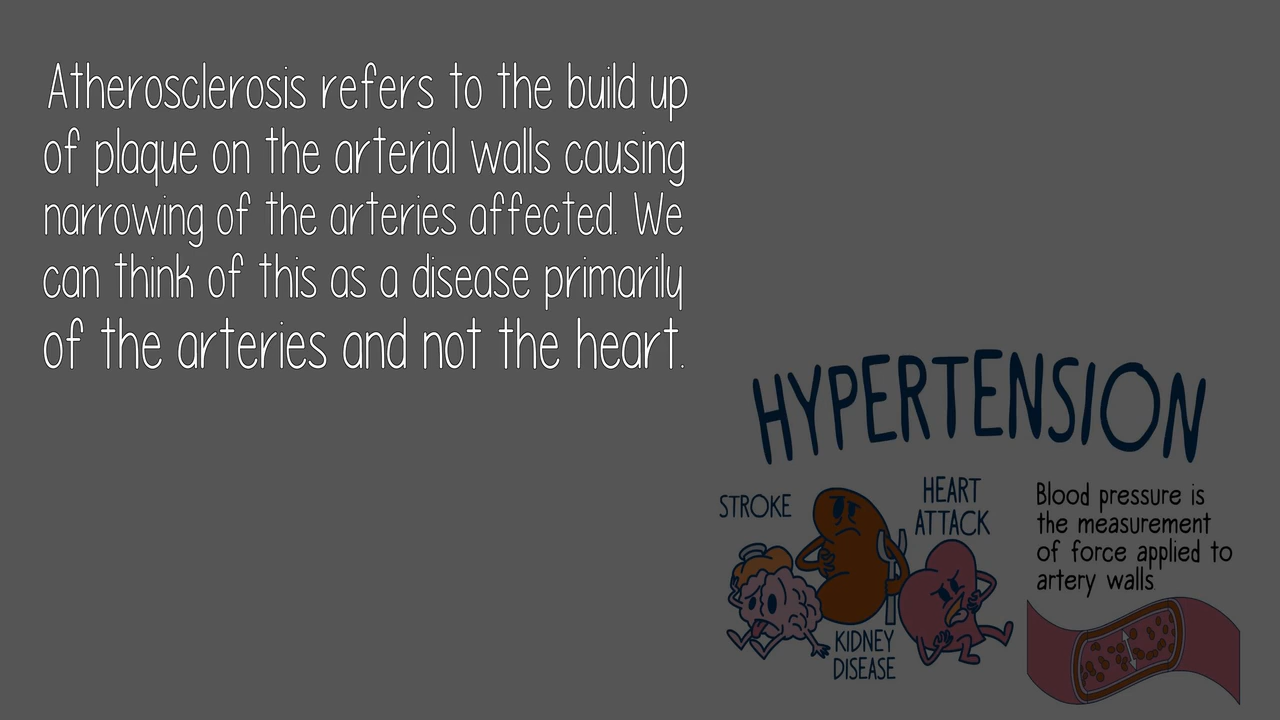 Atherosclerosis refers to the build up
of plaque on the arterial walls causing
narrowing of the arteries affected. We
can think of this as a disease primarily
of the arteries and not the heart.
HYPERTENSION
STROKE
HEART
ATTACK
KIDNEY
DISEASE
Blood pressure is
the measurement
of force applied to
artery walls